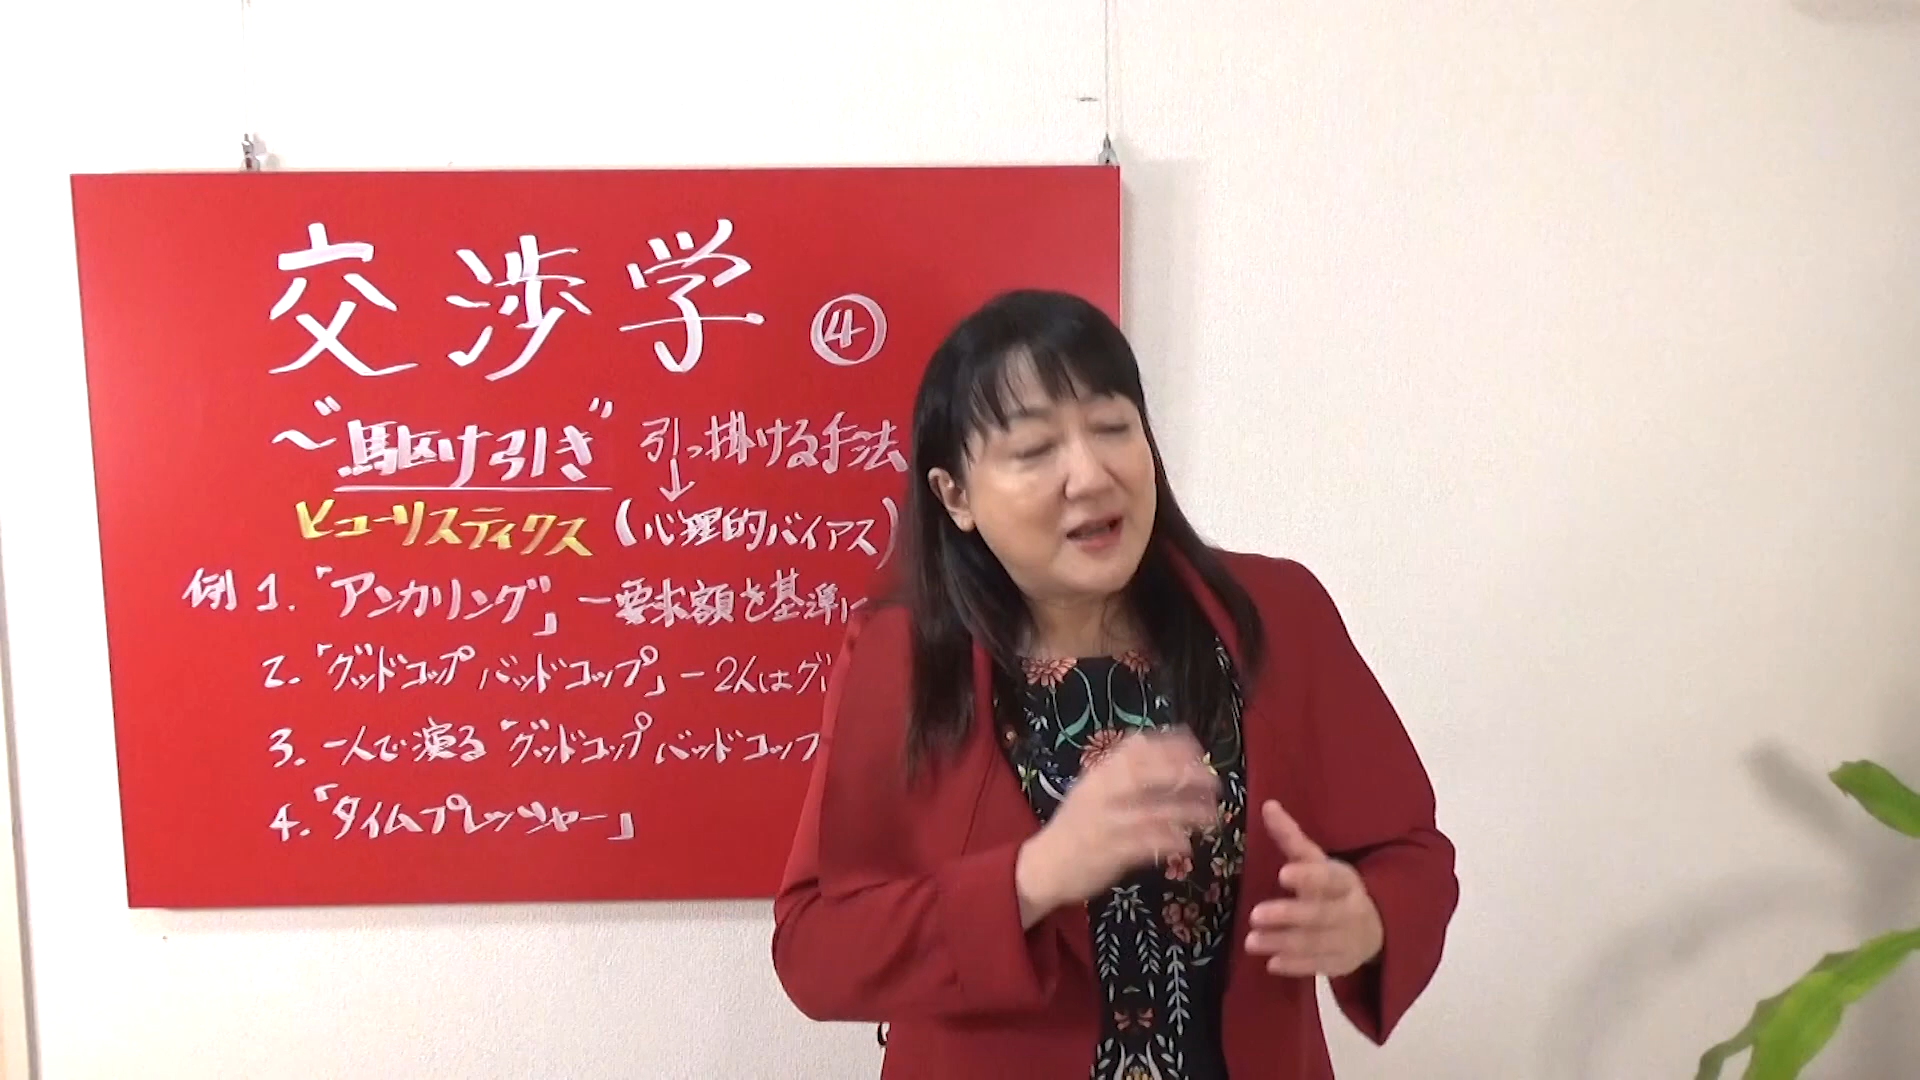 交渉学 ④
～"駆け引き" 引っ掛ける手法
↓
ヒューリスティクス (心理的バイアス)
例 1.「アンカリング」－要求額を基準に
2.「グッドコップ バッドコップ」－2人はグ
3. 一人で演る「グッドコップ バッドコップ
4.「タイムプレッシャー」